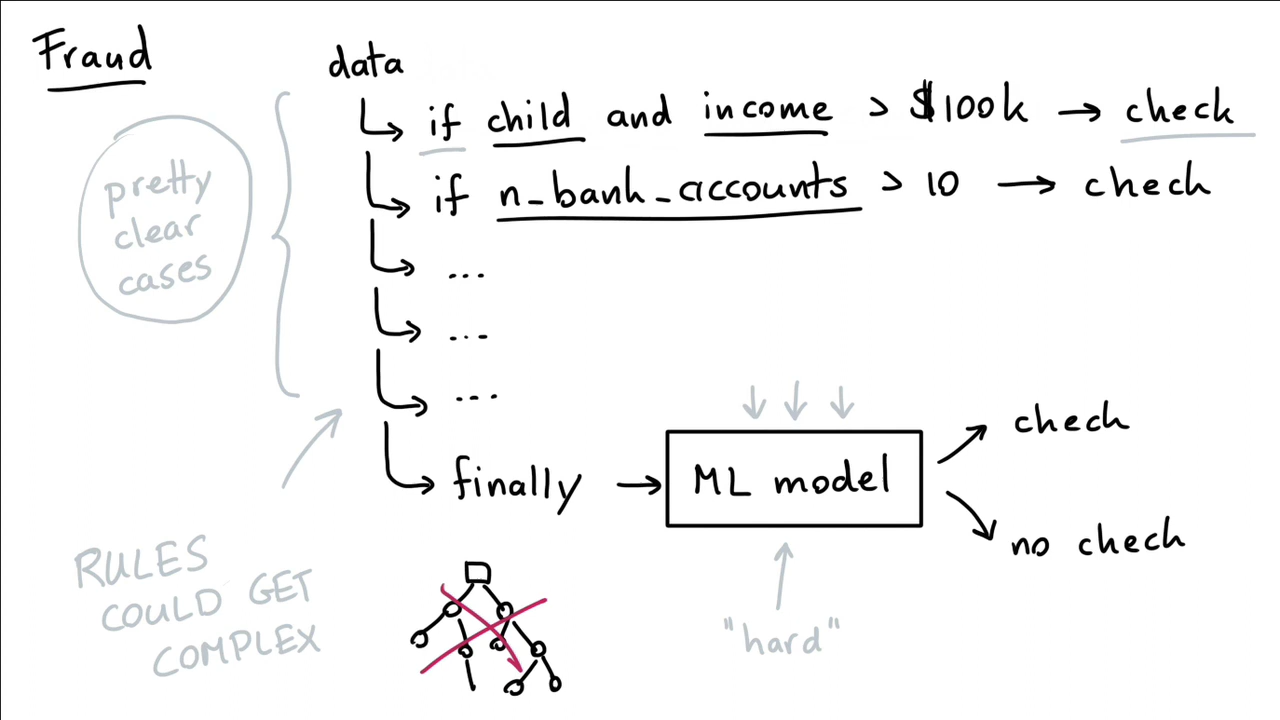 Fraud
data
if child and income > $100k → check
if n_bank_accounts > 10 → check
...
...
...
finally → ML model
check
no check
pretty
clear
cases
RULES
COULD GET
COMPLEX
"hard"